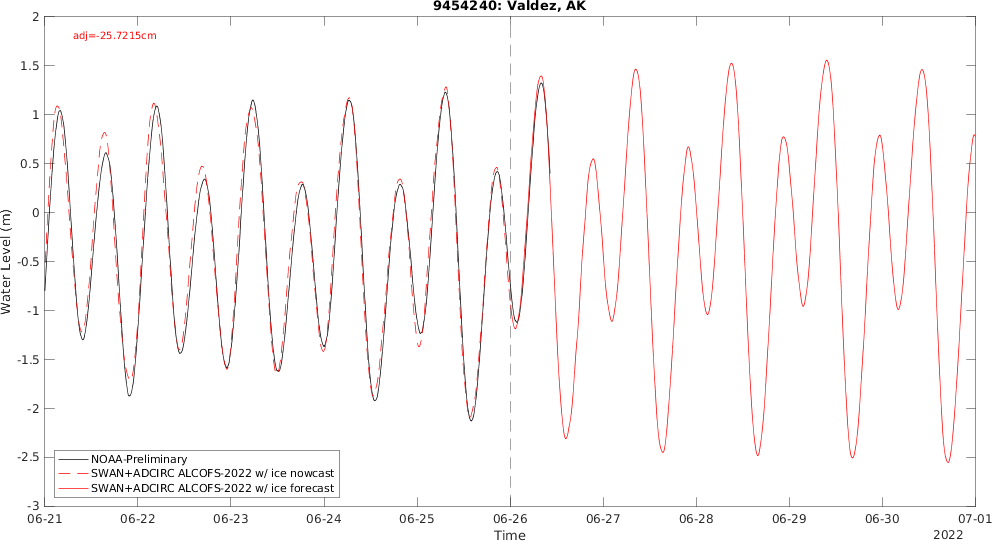 9454240: Valdez, AK
adj=-25.7215cm
2
1.5
1
0.5
0
-0.5
-1
-1.5
-2
-2.5
-3
Water Level (m)
NOAA-Preliminary
SWAN+ADCIRC ALCOFS-2022 w/ ice nowcast
SWAN+ADCIRC ALCOFS-2022 w/ ice forecast
06-21 06-22 06-23 06-24 06-25 06-26 06-27 06-28 06-29 06-30 07-01
Time
2022